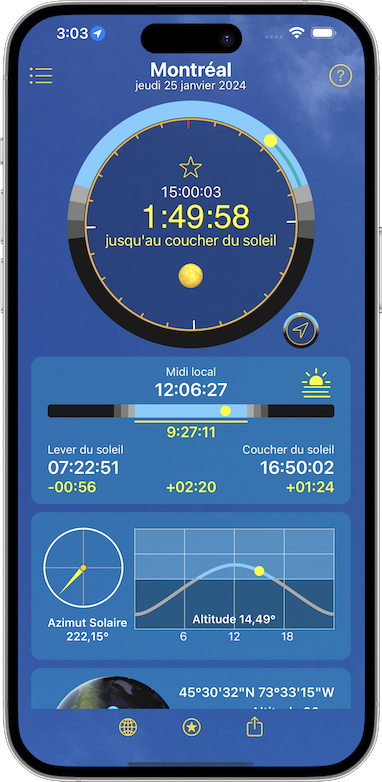 3:03
Montréal
jeudi 25 janvier 2024
?
15:00:03
1:49:58
jusqu'au coucher du soleil
Midi local
12:06:27
9:27:11
Lever du soleil Coucher du soleil
07:22:51 16:50:02
-00:56 +02:20 +01:24
Altitude 14,49°
Azimut Solaire
222,15°
6 12 18
45°30'32"N 73°33'15"W